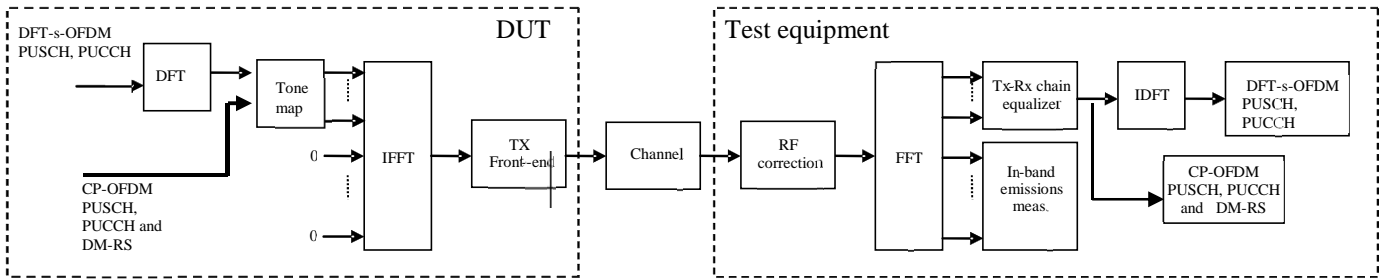 DUT
Test equipment
DFT-s-OFDM
PUSCH, PUCCH
DFT
Tone
map
CP-OFDM
PUSCH,
PUCCH and
DM-RS
0
0
IFFT
TX
Front-end
Channel
RF
correction
FFT
Tx-Rx chain
equalizer
In-band
emissions
meas.
IDFT
DFT-s-OFDM
PUSCH,
PUCCH
CP-OFDM
PUSCH, PUCCH
and DM-RS